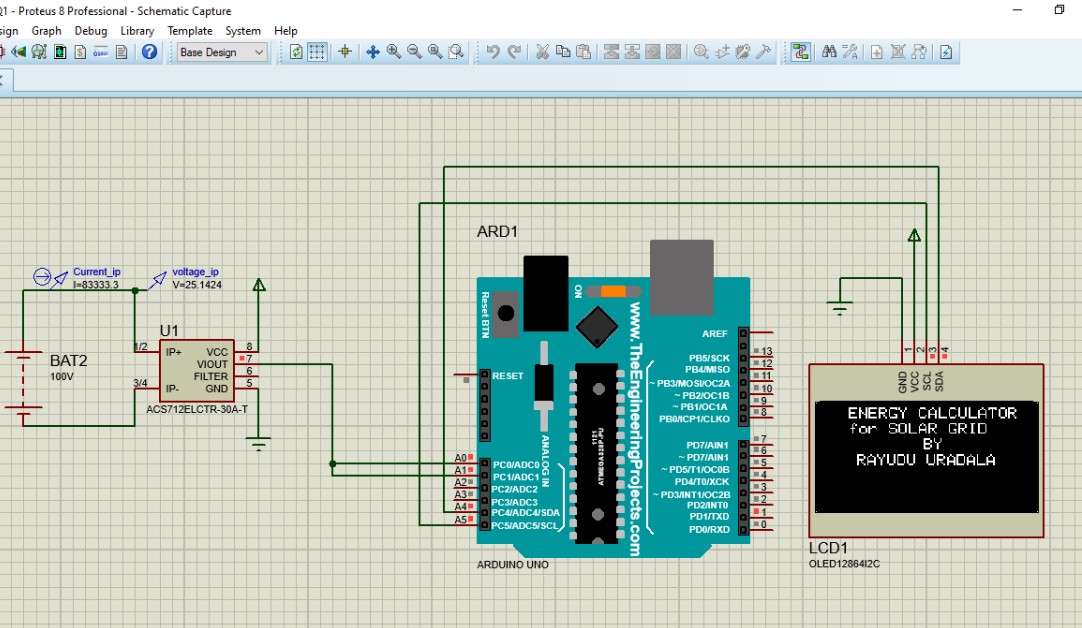 Q1 - Proteus 8 Professional - Schematic Capture
sign Graph Debug Library Template System Help
Base Design
ARD1
Current_ip
I=83333.3
voltage_ip
V=25.1424
BAT2
100V
U1
1/2 IP+ VCC 8
VIOUT 7
FILTER 6
3/4 IP- GND 5
ACS712ELCTR-30A-T
Reset BTN
ON
www.TheEngineeringProjects.com
RESET
ANALOG IN
A0 PC0/ADC0
A1 PC1/ADC1
A2 PC2/ADC2
A3 PC3/ADC3
A4 PC4/ADC4/SDA
A5 PC5/ADC5/SCL
AREF
PB5/SCK 13
PB4/MISO 12
~ PB3/MOSI/OC2A 11
~ PB2/OC1B 10
~ PB1/OC1A 9
PB0/ICP1/CLKO 8
PD7/AIN1 7
~ PD7/AIN1 6
~ PD5/T1/OC0B 5
PD4/T0/XCK 4
~ PD3/INT1/OC2B 3
PD2/INT0 2
PD1/TXD 1
PD0/RXD 0
ARDUINO UNO
1 2 3 4
GND VCC SCL SDA
ENERGY CALCULATOR
for SOLAR GRID
BY
RAYUDU URADALA
LCD1
OLED12864I2C